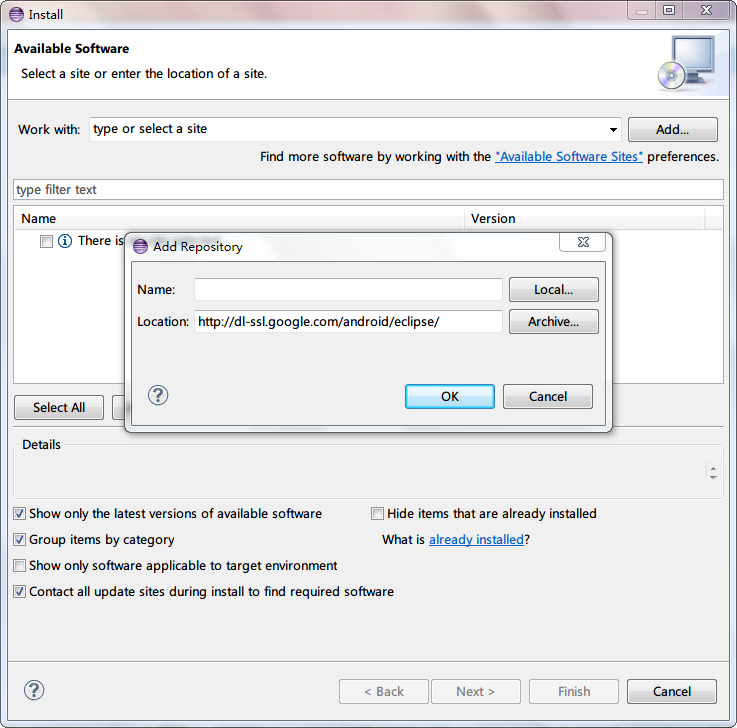 Install
Available Software
Select a site or enter the location of a site.
Work with: type or select a site Add...
Find more software by working with the "Available Software Sites" preferences.
type filter text
Name Version
There is
Add Repository
Name: Local...
Location: http://dl-ssl.google.com/android/eclipse/ Archive...
OK Cancel
Select All
Details
Show only the latest versions of available software Hide items that are already installed
Group items by category What is already installed?
Show only software applicable to target environment
Contact all update sites during install to find required software
< Back Next > Finish Cancel